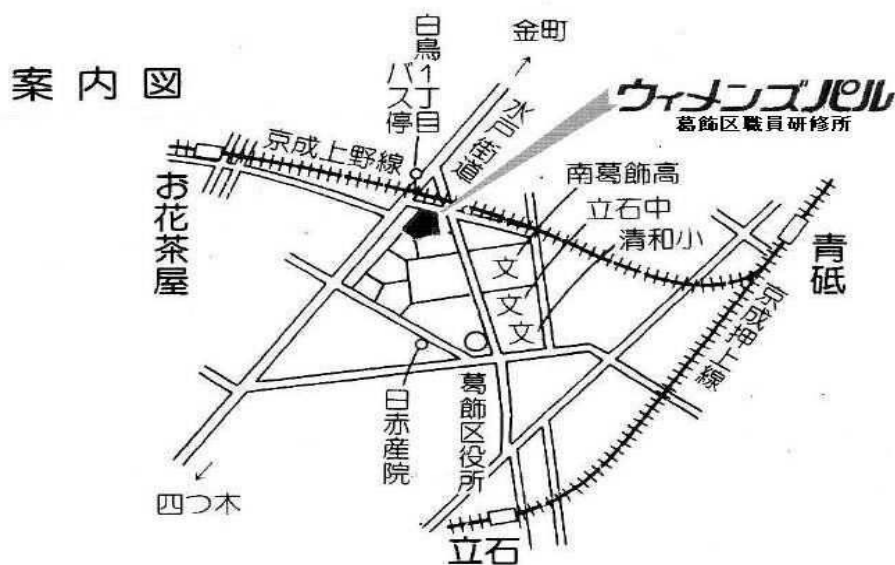 案内図
白鳥1丁目
バス停
金町
水戸街道
ウィメンズパル
葛飾区職員研修所
京成上野線
お花茶屋
南葛飾高
立石中
清和小
文
文
文
青砥
京成押上線
日赤産院
葛飾区役所
四つ木
立石